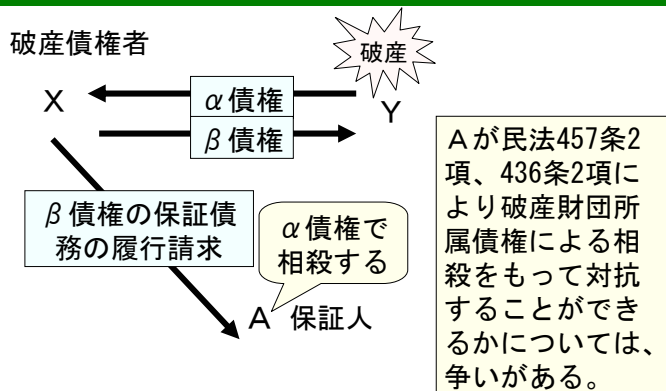 破産債権者
破産
X
α債権
Y
β債権
β債権の保証債
務の履行請求
α債権で
相殺する
A 保証人
Aが民法457条2
項、436条2項に
より破産財団所
属債権による相
殺をもって対抗
することができ
るかについては、
争いがある。